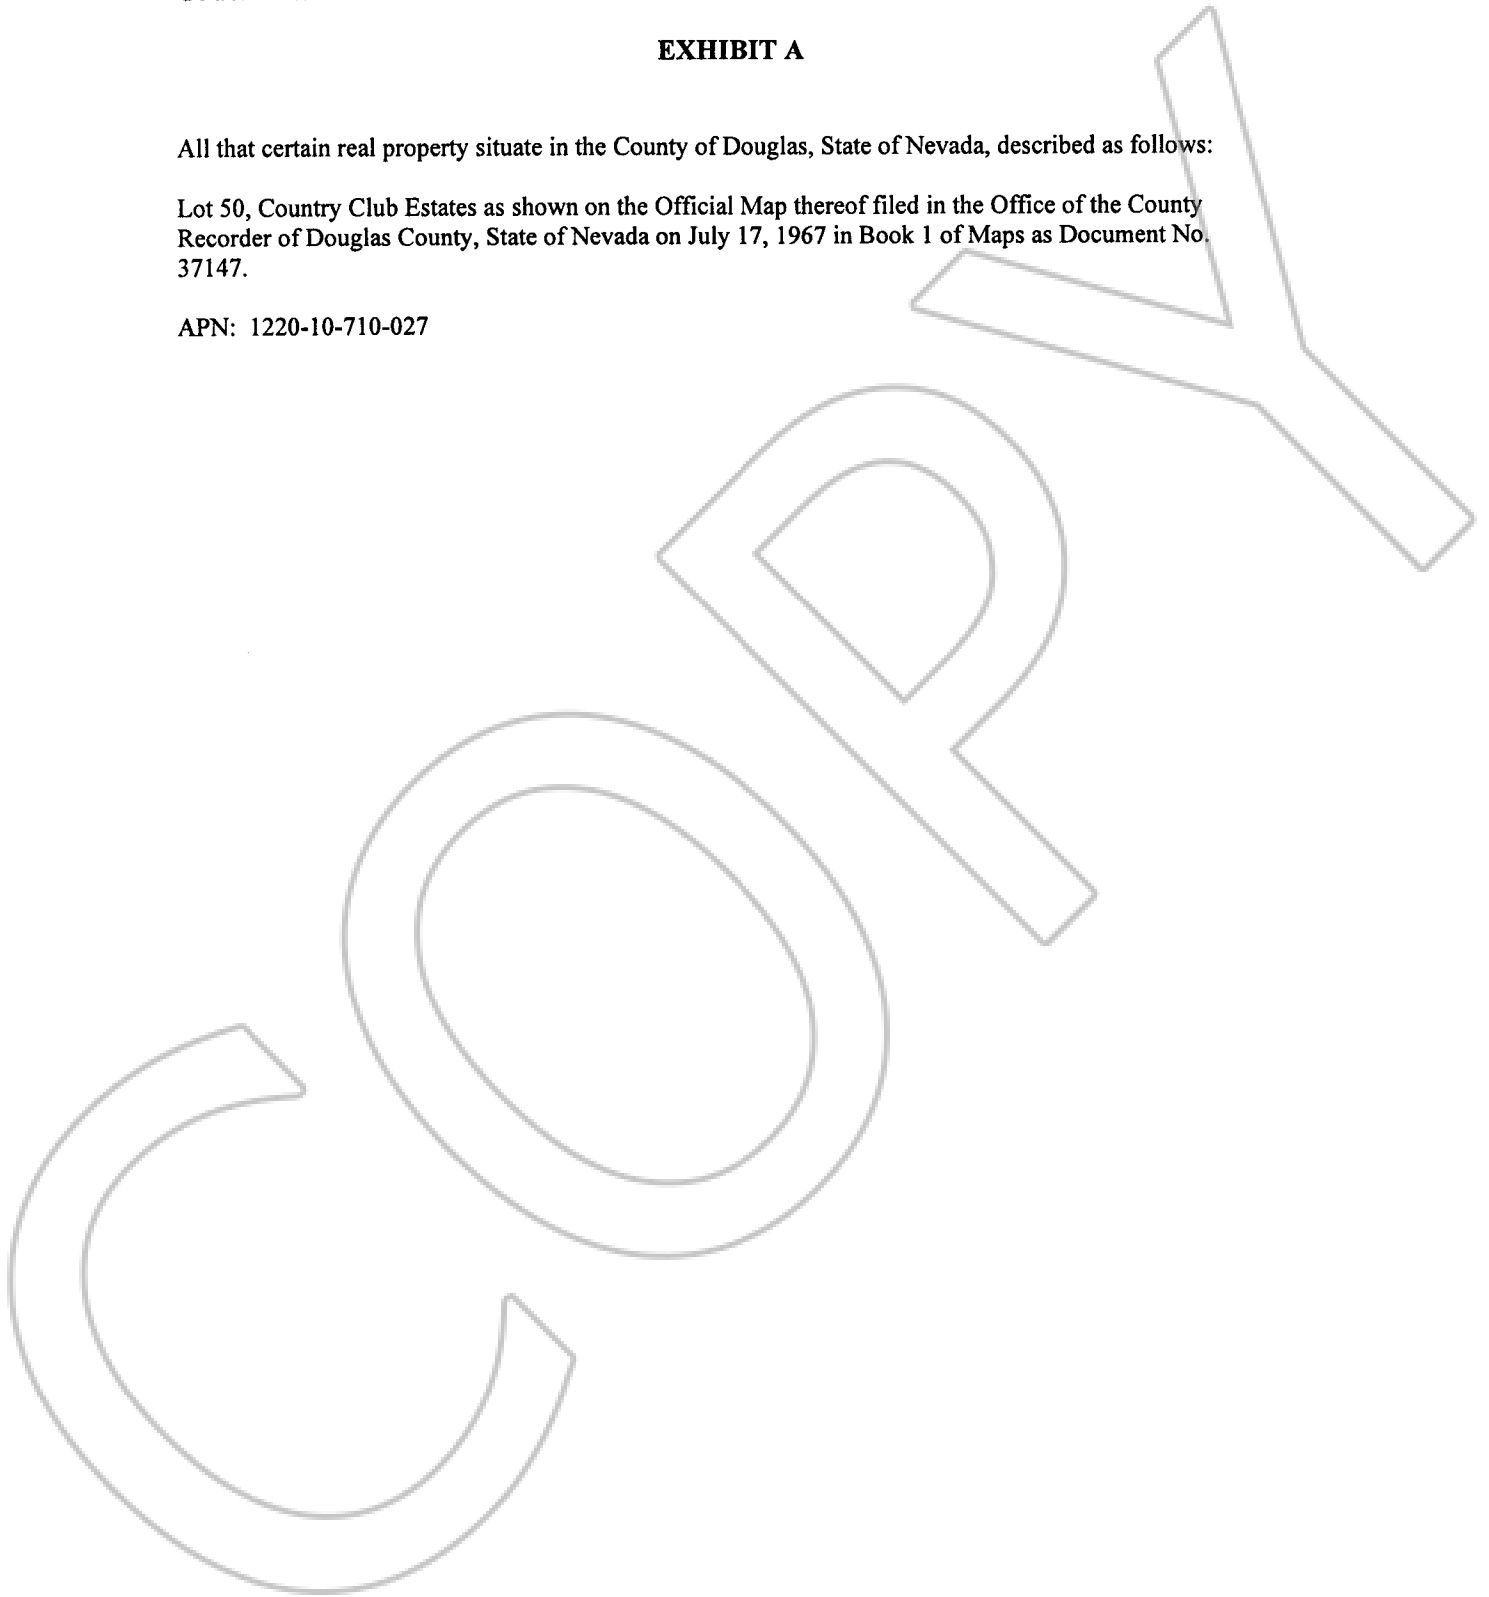 EXHIBIT A
All that certain real property situate in the County of Douglas, State of Nevada, described as follows:
Lot 50, Country Club Estates as shown on the Official Map thereof filed in the Office of the County
Recorder of Douglas County, State of Nevada on July 17, 1967 in Book 1 of Maps as Document No.
37147.
APN: 1220-10-710-027
COPY